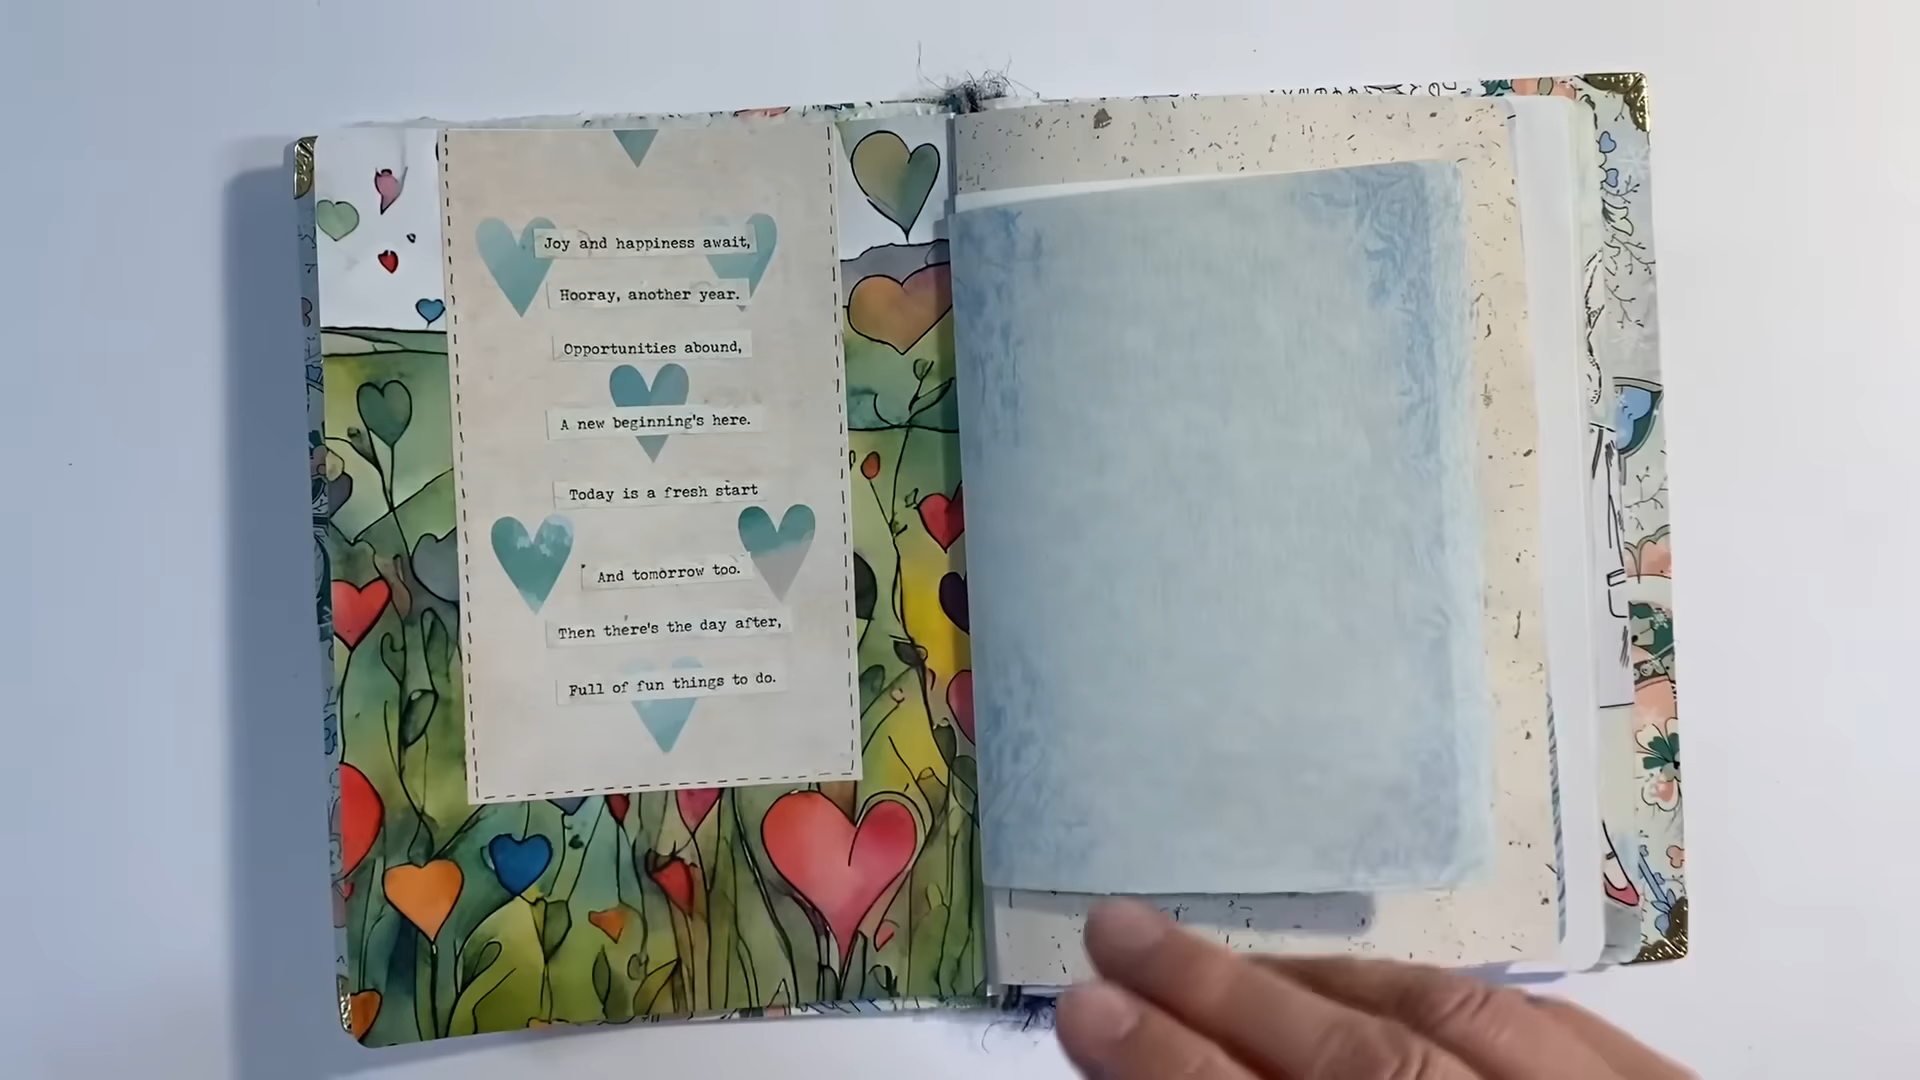 Joy and happiness await,
Hooray, another year.
Opportunities abound,
A new beginning's here.
Today is a fresh start
And tomorrow too.
Then there's the day after,
Full of fun things to do.